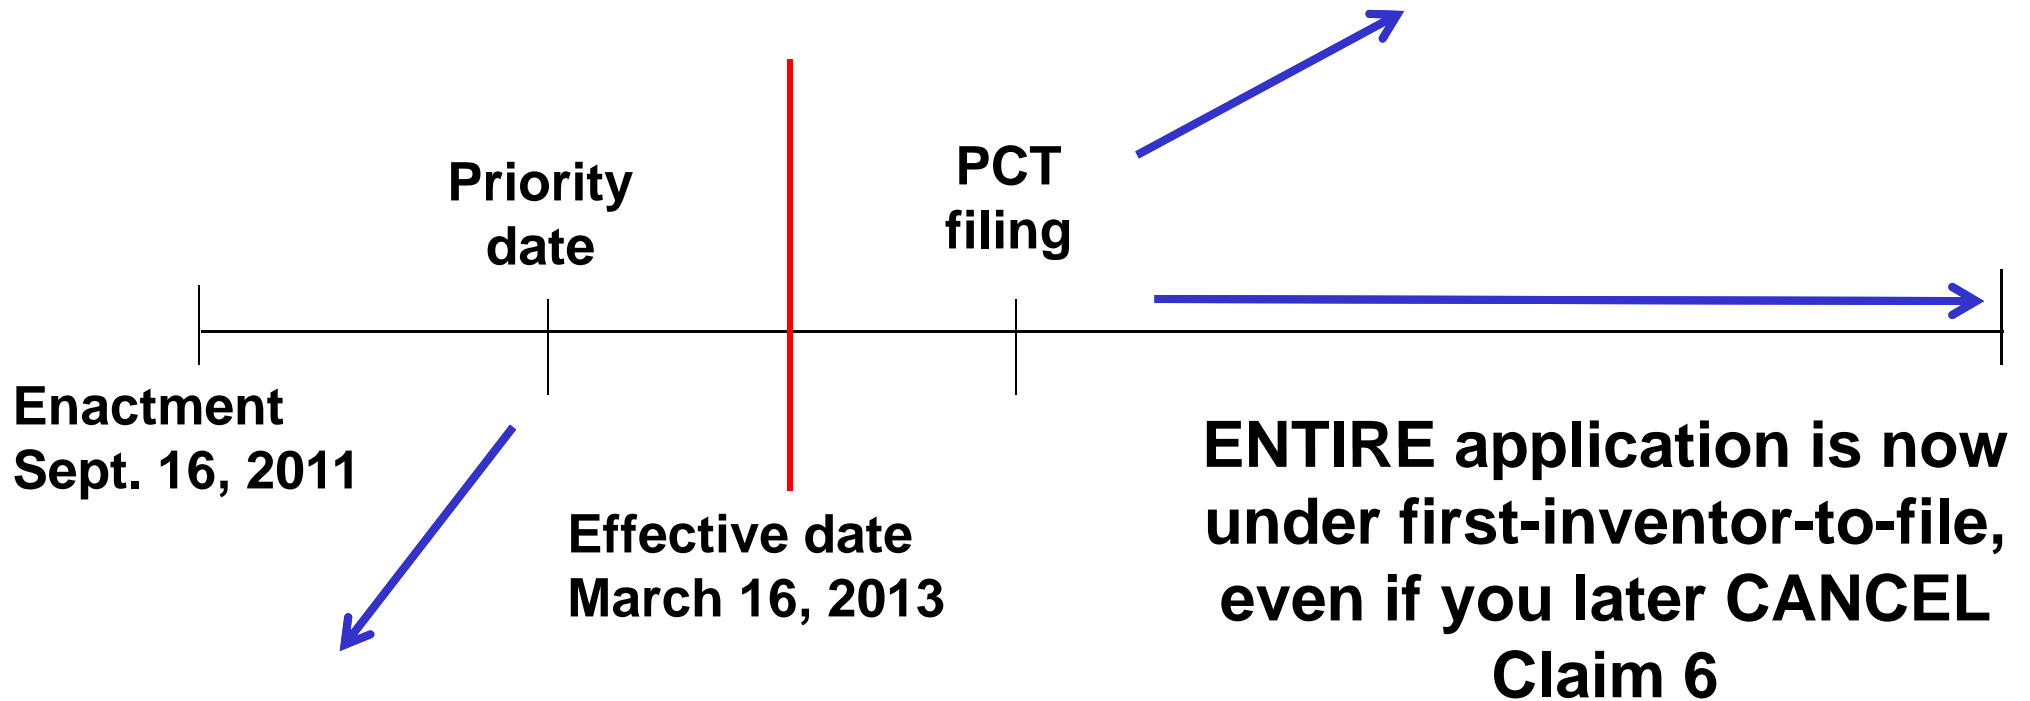 Priority
date
PCT
filing
Enactment
Sept. 16, 2011
Effective date
March 16, 2013
ENTIRE application is now
under first-inventor-to-file,
even if you later CANCEL
Claim 6